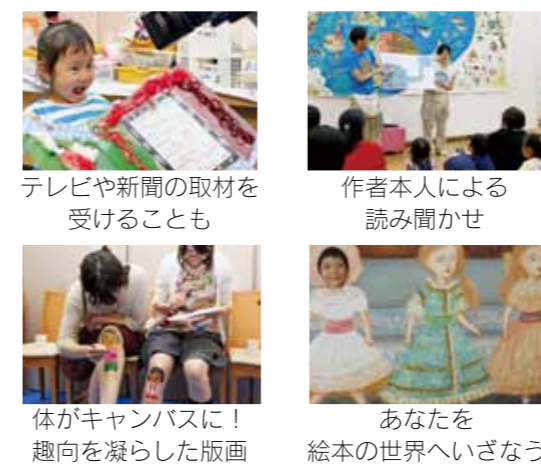 テレビや新聞の取材を
受けることも
作者本人による
読み聞かせ
体がキャンバスに！
趣向を凝らした版画
あなたを
絵本の世界へいざなう